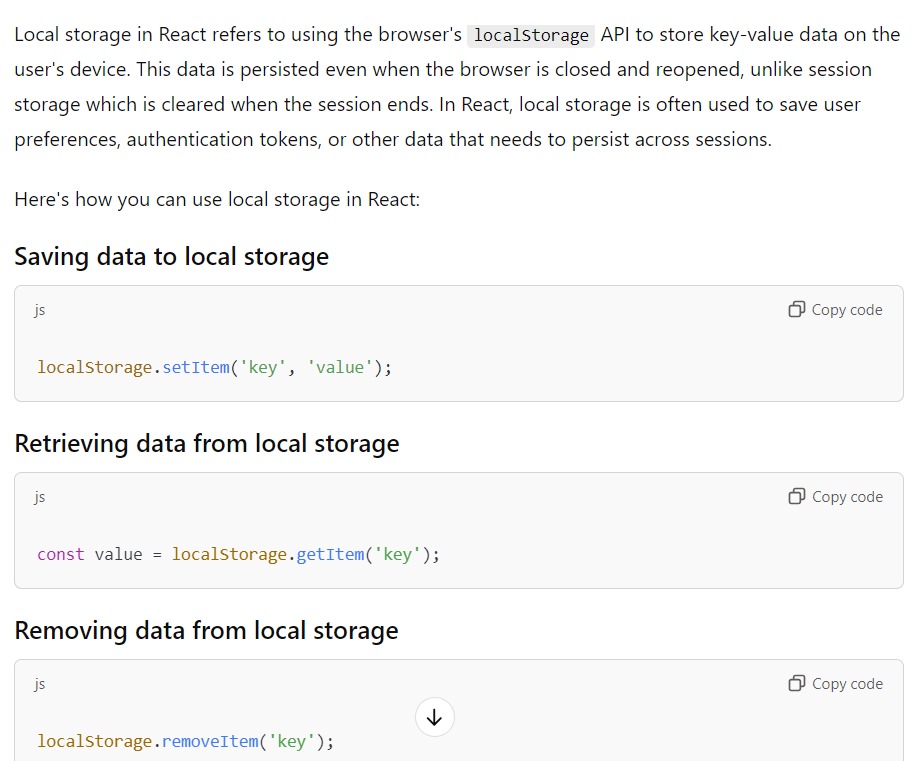 Local storage in React refers to using the browser's localStorage API to store key-value data on the
user's device. This data is persisted even when the browser is closed and reopened, unlike session
storage which is cleared when the session ends. In React, local storage is often used to save user
preferences, authentication tokens, or other data that needs to persist across sessions.
Here's how you can use local storage in React:
Saving data to local storage
js Copy code
localStorage.setItem('key', 'value');
Retrieving data from local storage
js Copy code
const value = localStorage.getItem('key');
Removing data from local storage
js Copy code
localStorage.removeItem('key');